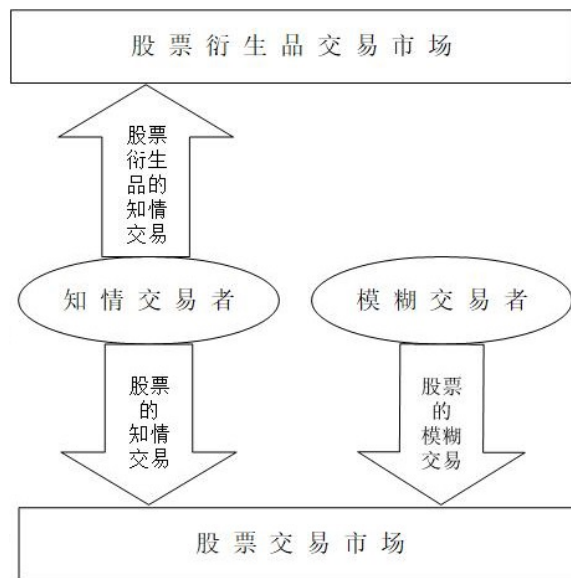 股票衍生品交易市场
股票
衍生
品的
知情
交易
知情交易者
模糊交易者
股票
的
知情
交易
股票
的
模糊
交易
股票交易市场